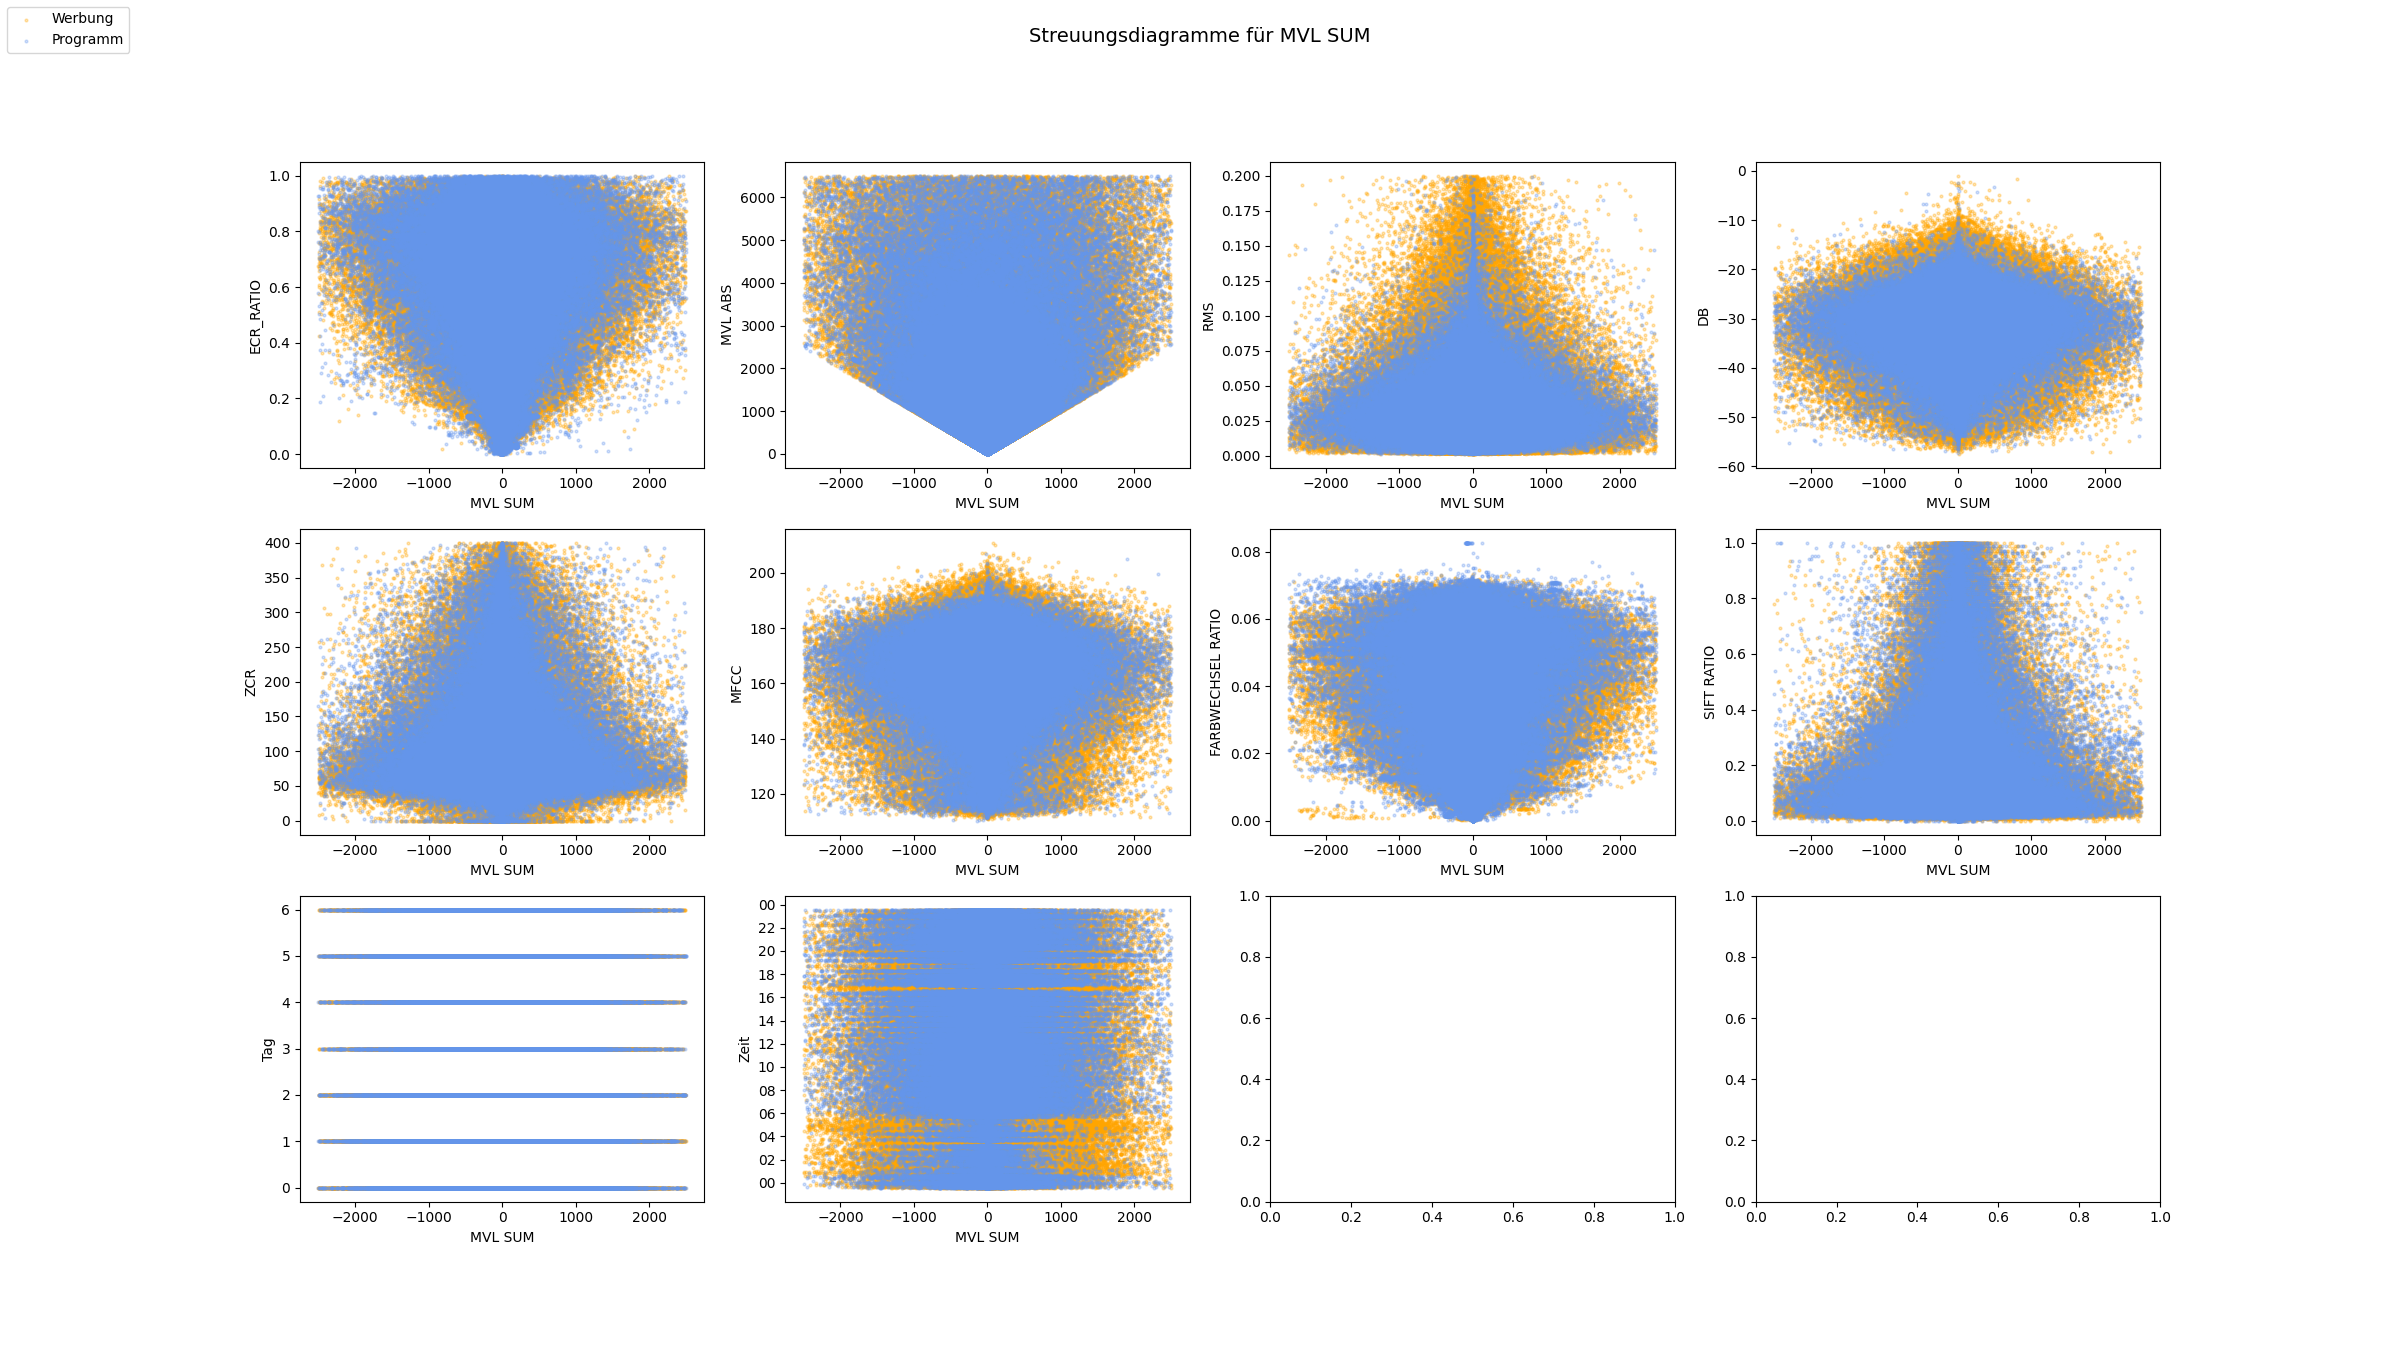 Werbung
Programm
Streuungsdiagramme für MVL SUM
1.0
0.8
0.6
0.4
0.2
0.0
ECR_RATIO
−2000 −1000 0 1000 2000
MVL SUM
6000
5000
4000
3000
2000
1000
0
MVL ABS
−2000 −1000 0 1000 2000
MVL SUM
0.200
0.175
0.150
0.125
0.100
0.075
0.050
0.025
0.000
RMS
−2000 −1000 0 1000 2000
MVL SUM
0
−10
−20
−30
−40
−50
−60
DB
−2000 −1000 0 1000 2000
MVL SUM
400
350
300
250
200
150
100
50
0
ZCR
−2000 −1000 0 1000 2000
MVL SUM
200
180
160
140
120
MFCC
−2000 −1000 0 1000 2000
MVL SUM
0.08
0.06
0.04
0.02
0.00
FARBWECHSEL RATIO
−2000 −1000 0 1000 2000
MVL SUM
1.0
0.8
0.6
0.4
0.2
0.0
SIFT RATIO
−2000 −1000 0 1000 2000
MVL SUM
6
5
4
3
2
1
0
Tag
−2000 −1000 0 1000 2000
MVL SUM
00
22
20
18
16
14
12
10
08
06
04
02
00
Zeit
−2000 −1000 0 1000 2000
MVL SUM
1.0
0.8
0.6
0.4
0.2
0.0
0.0 0.2 0.4 0.6 0.8 1.0
1.0
0.8
0.6
0.4
0.2
0.0
0.0 0.2 0.4 0.6 0.8 1.0